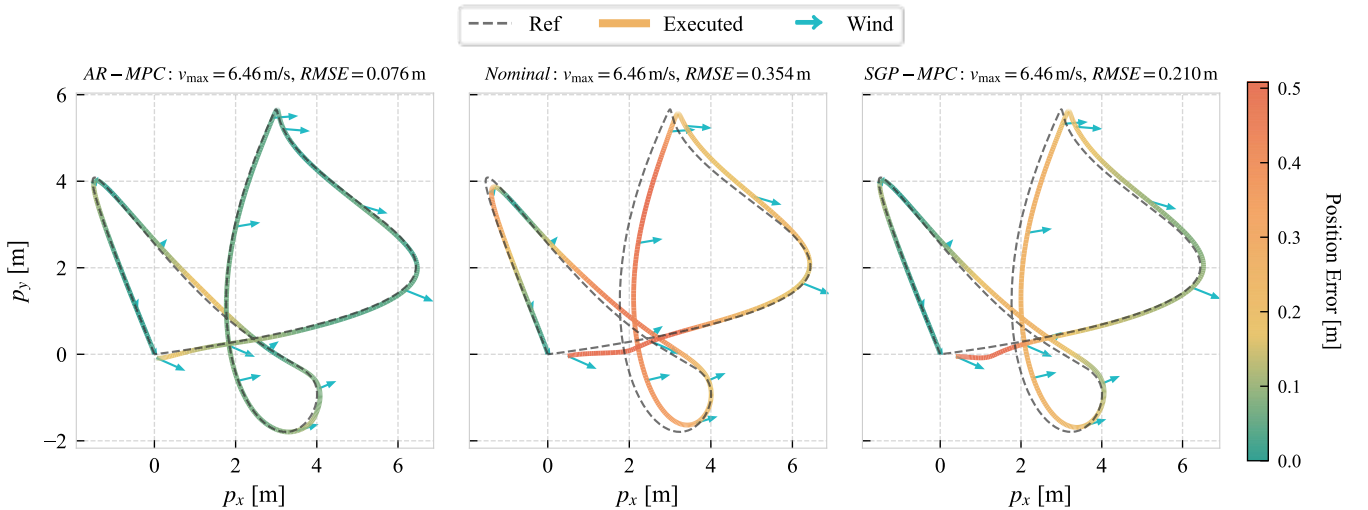 Ref Executed Wind
AR−MPC: v_max = 6.46 m/s, RMSE = 0.076 m
Nominal: v_max = 6.46 m/s, RMSE = 0.354 m
SGP−MPC: v_max = 6.46 m/s, RMSE = 0.210 m
6
4
2
0
−2
p_y [m]
0 2 4 6
p_x [m]
0 2 4 6
p_x [m]
0 2 4 6
p_x [m]
0.5
0.4
0.3
0.2
0.1
0.0
Position Error [m]